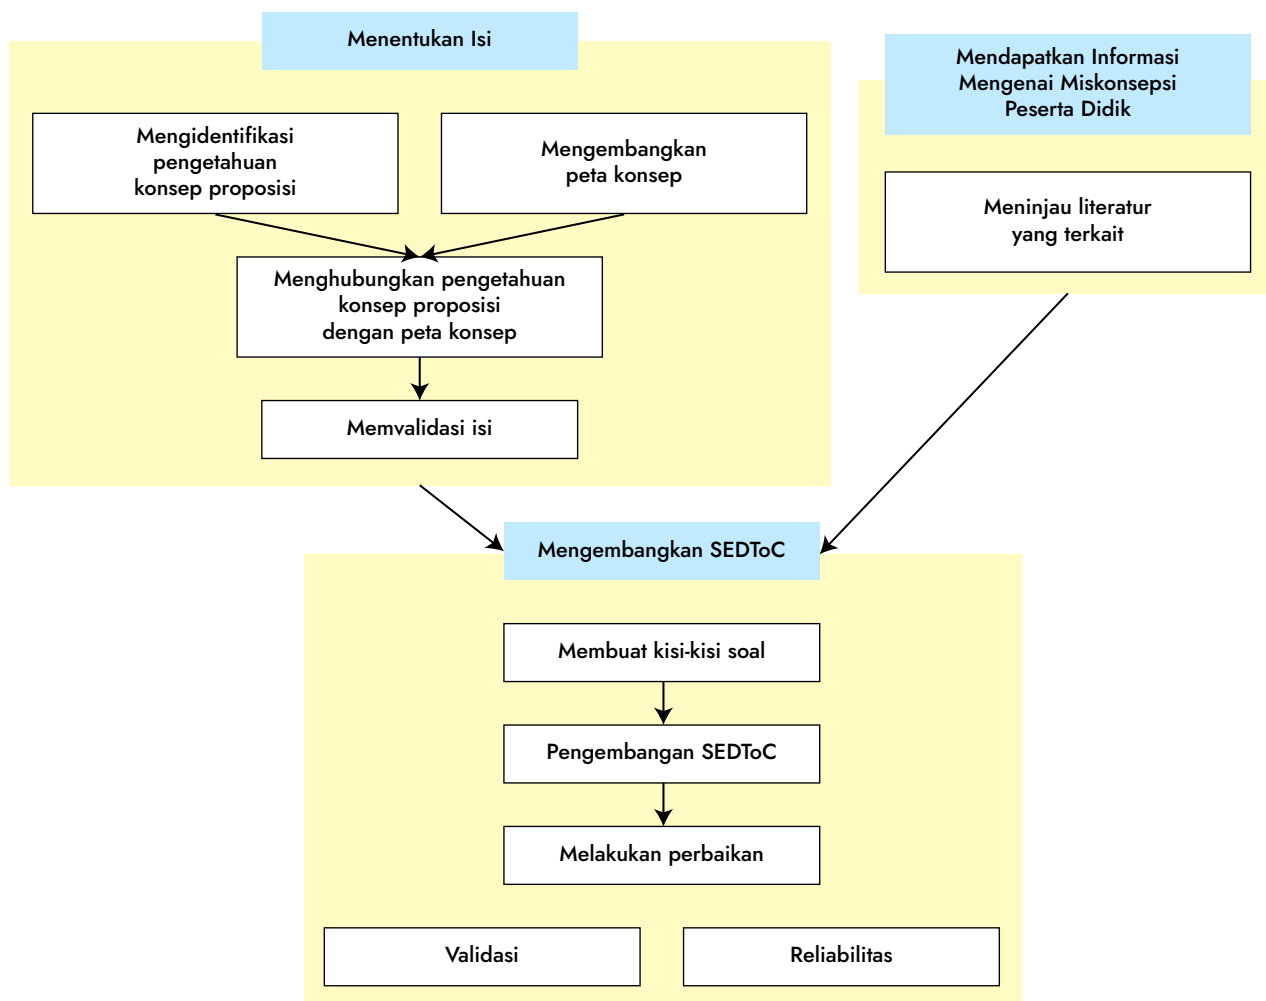 Menentukan Isi
Mengidentifikasi
pengetahuan
konsep proposisi
Mengembangkan
peta konsep
Menghubungkan pengetahuan
konsep proposisi
dengan peta konsep
Memvalidasi isi
Mendapatkan Informasi
Mengenai Miskonsepsi
Peserta Didik
Meninjau literatur
yang terkait
Mengembangkan SEDToC
Membuat kisi-kisi soal
Pengembangan SEDToC
Melakukan perbaikan
Validasi
Reliabilitas